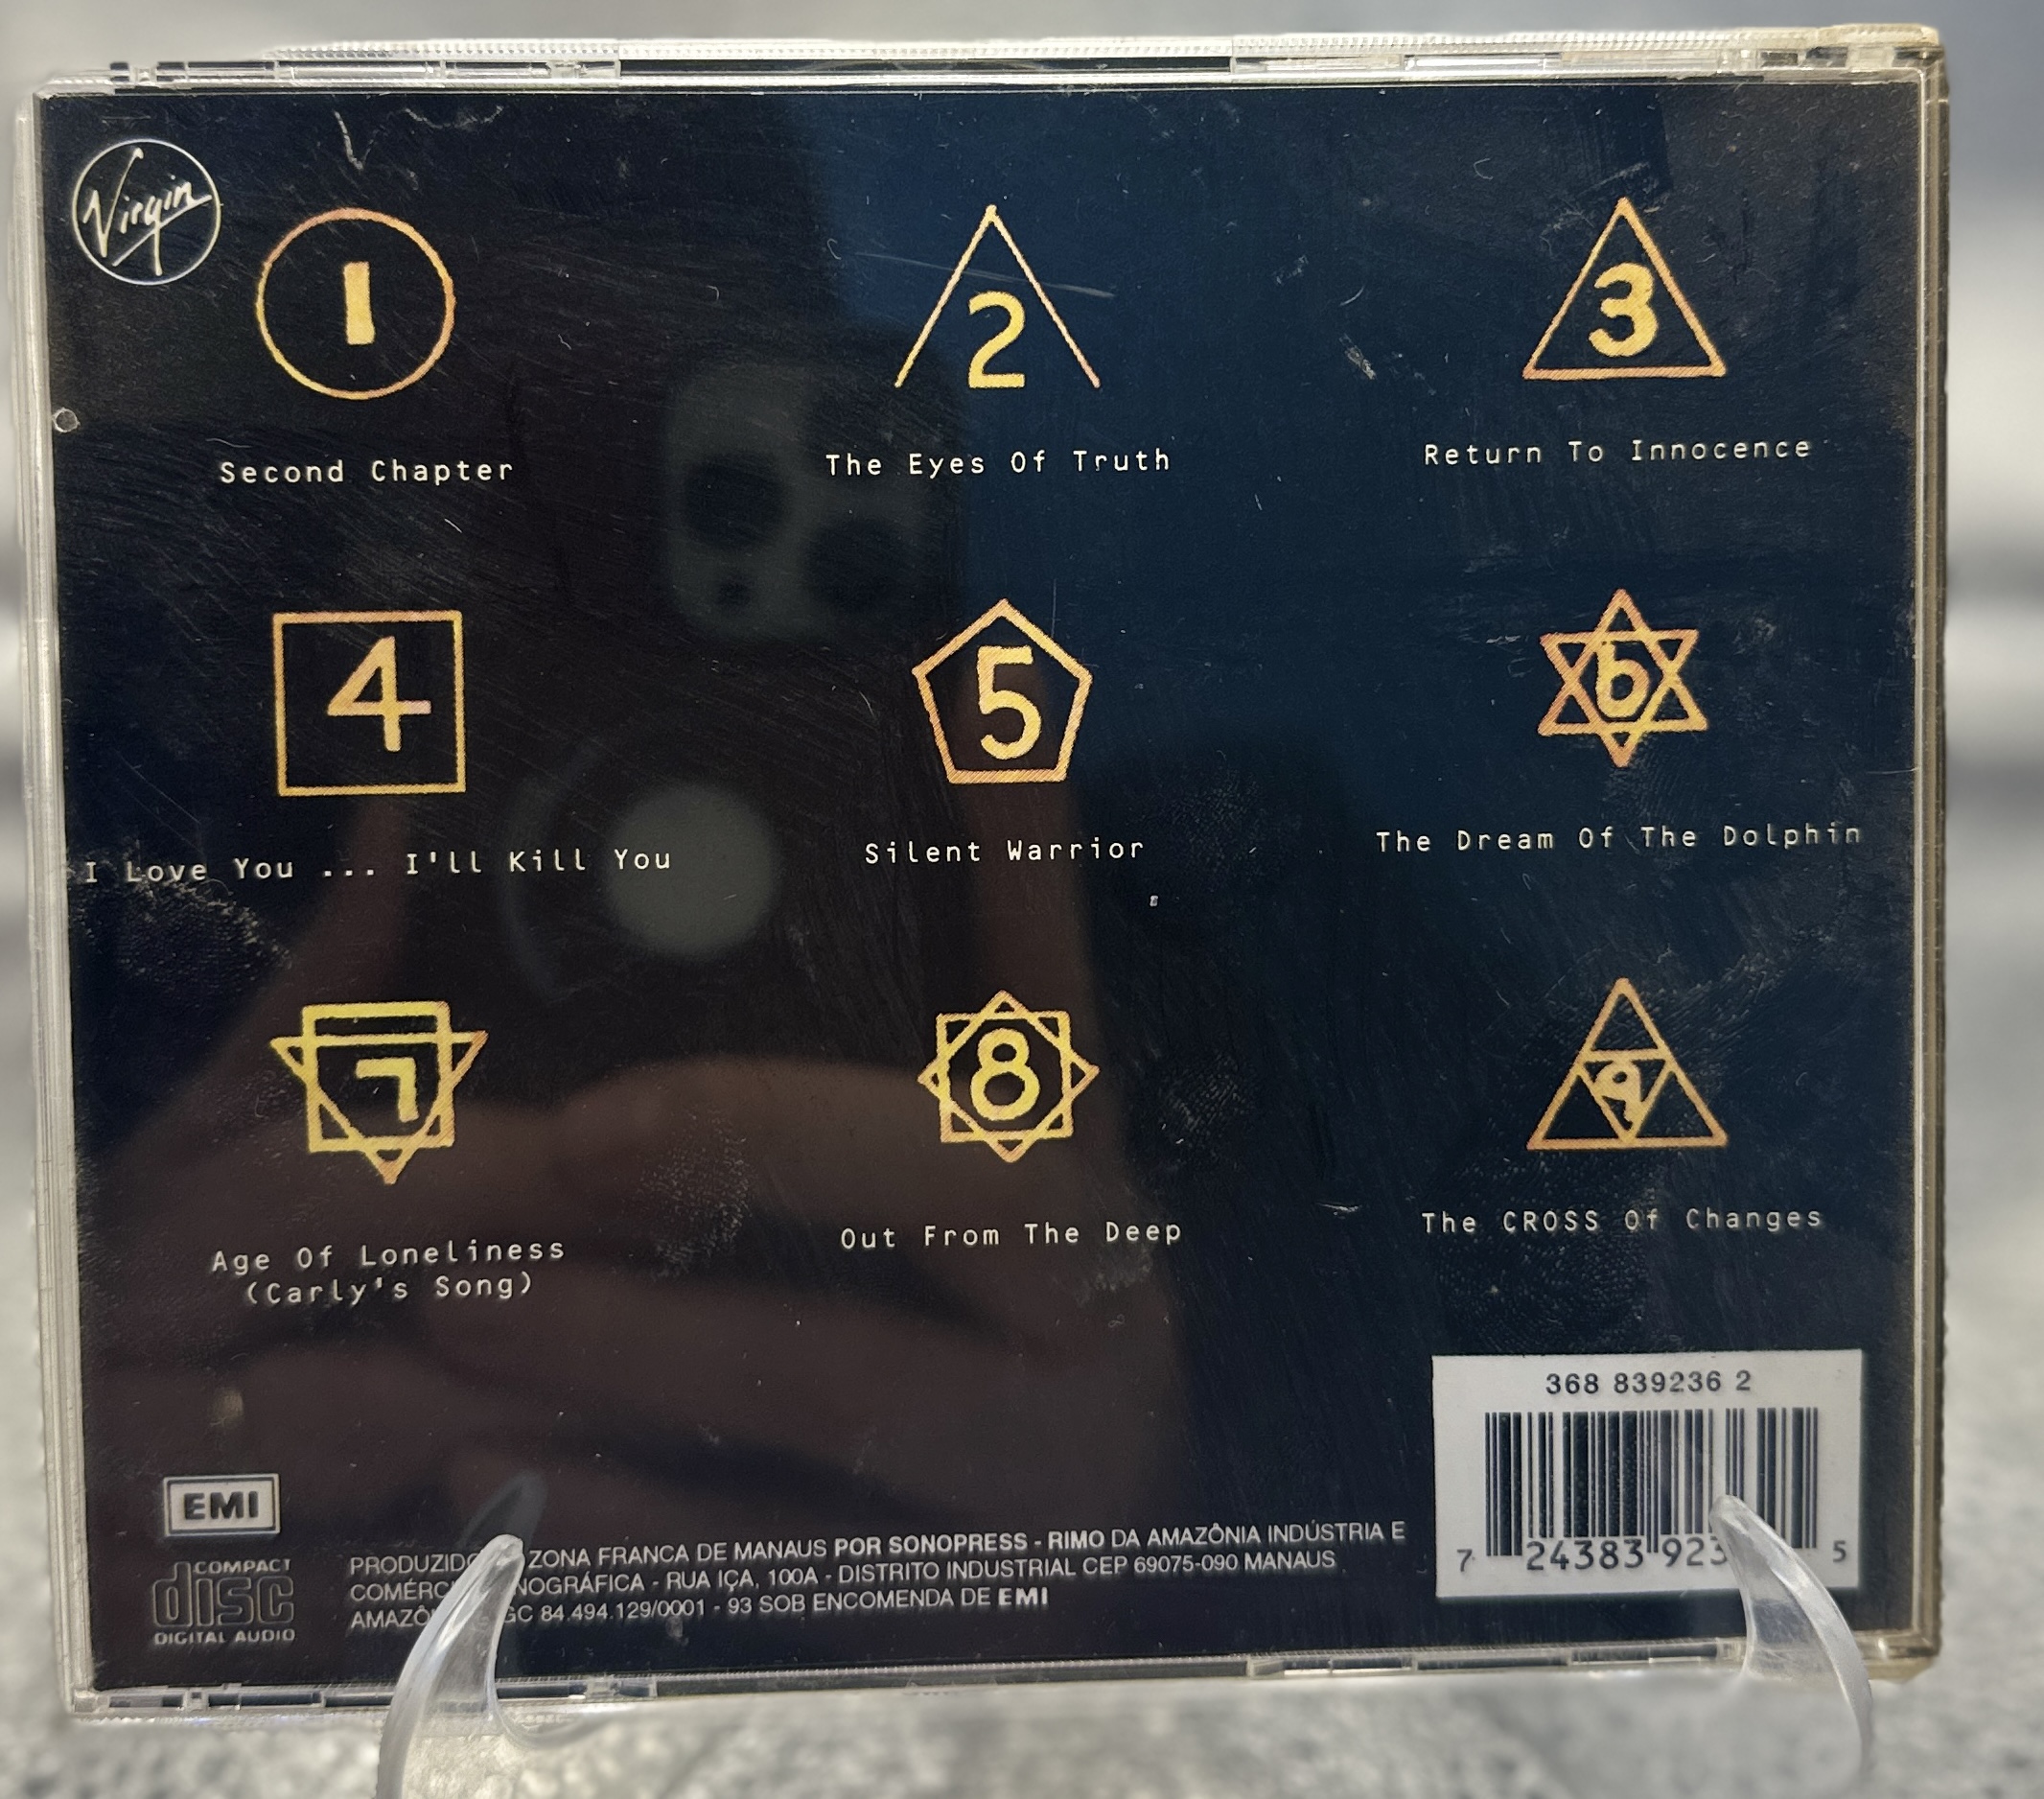 Virgin
1
2
3
Second Chapter
The Eyes Of Truth
Return To Innocence
4
5
6
I Love You ... I'll Kill You
Silent Warrior
The Dream Of The Dolphin
7
8
9
Age Of Loneliness
(Carly's Song)
Out From The Deep
The CROSS Of Changes
368 839236 2
7 24383 923 5
EMI
COMPACT
disc
DIGITAL AUDIO
ZONA FRANCA DE MANAUS POR SONOPRESS - RIMO DA AMAZÔNIA INDÚSTRIA E
- RUA IÇA, 100A - DISTRITO INDUSTRIAL CEP 69075-090 MANAUS
84.494.129/0001 - 93 SOB ENCOMENDA DE EMI